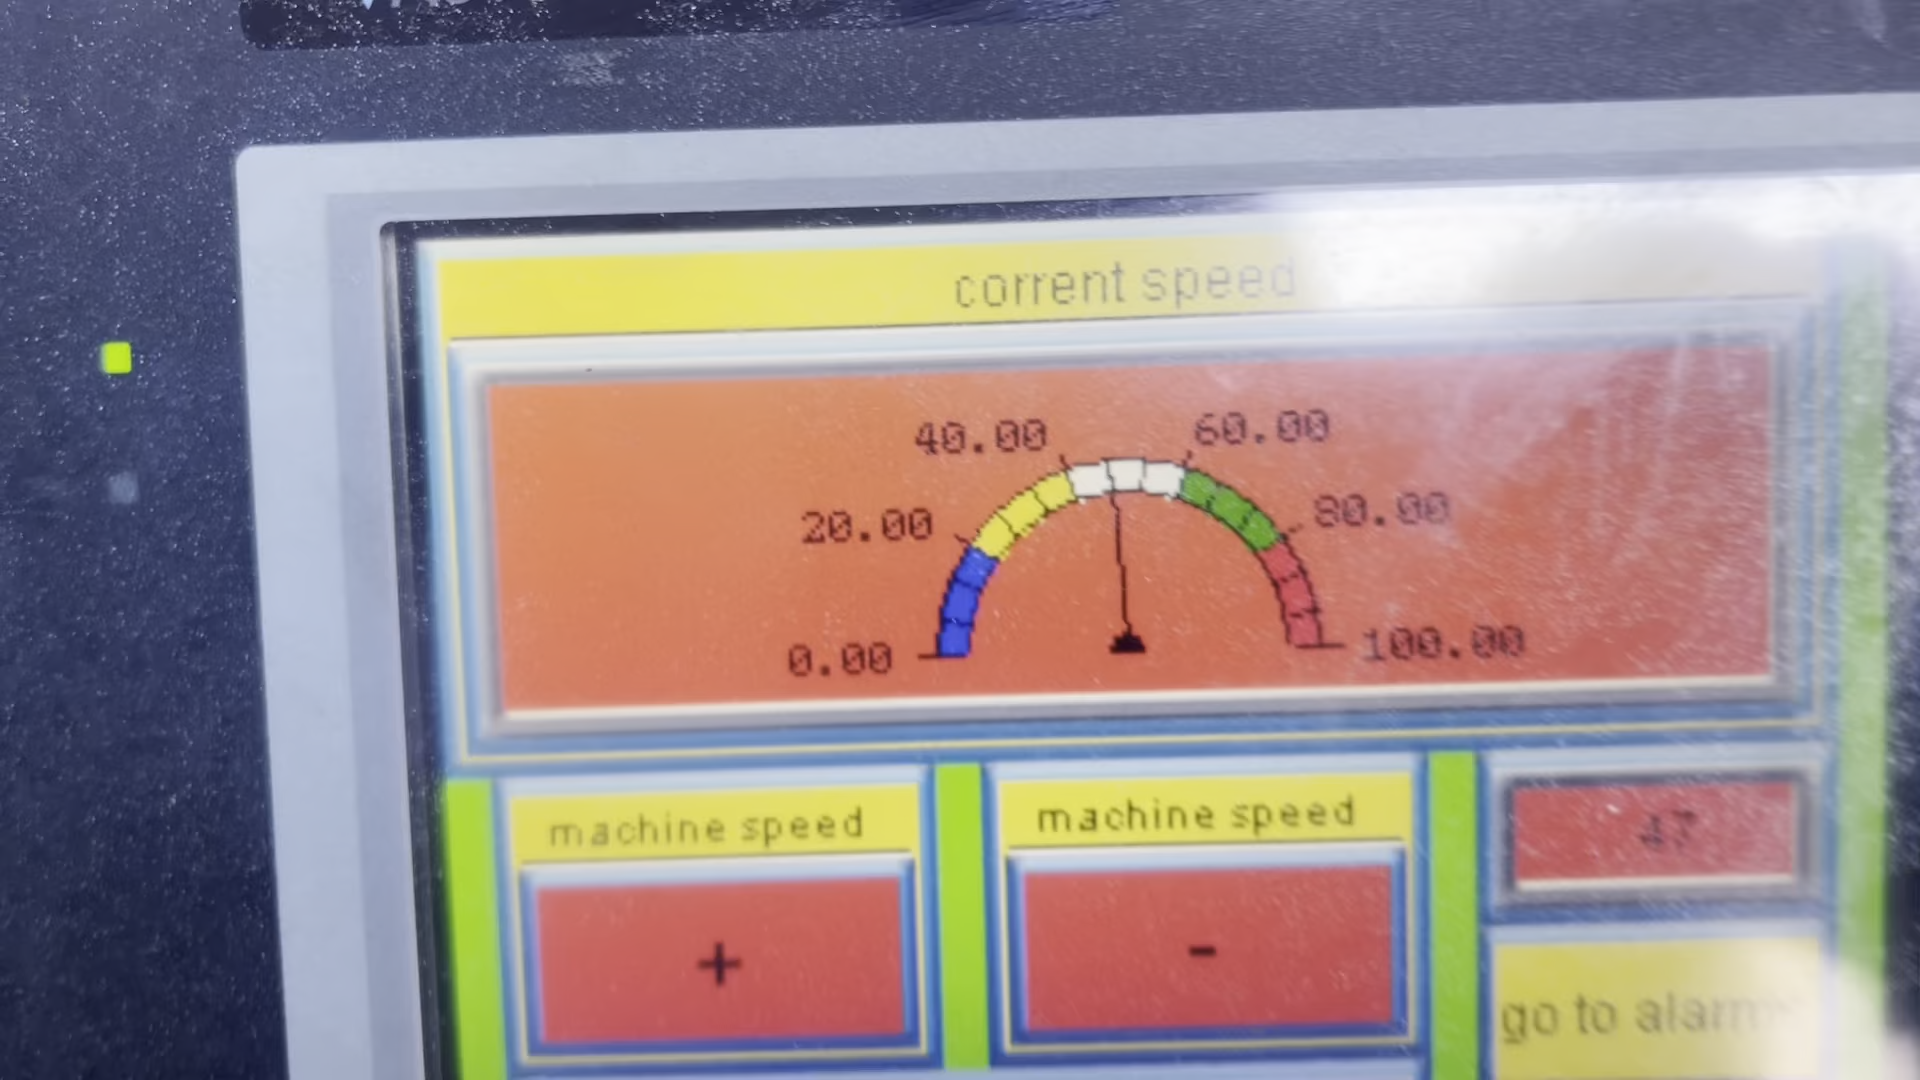 corrent speed
40.00 60.00
20.00 80.00
0.00 100.00
machine speed machine speed 47
+ -
go to alarm